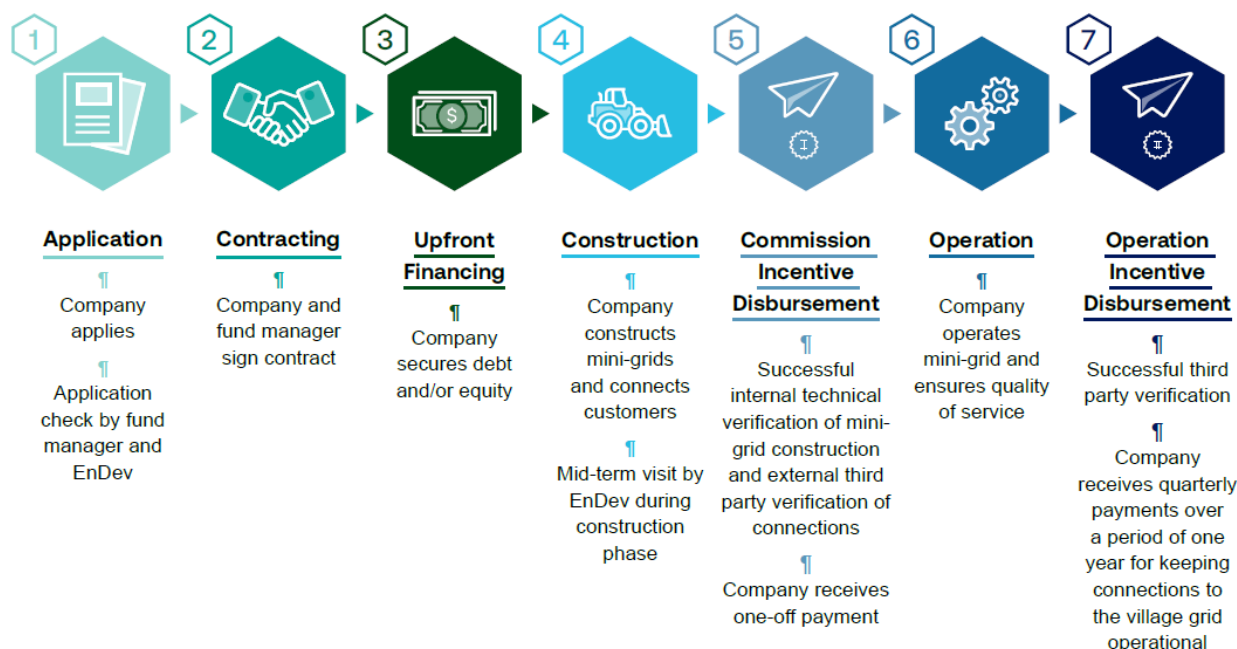 1
2
3
4
5
6
7
$
I
II
Application
¶
Company
applies
¶
Application
check by fund
manager and
EnDev
Contracting
¶
Company and
fund manager
sign contract
Upfront
Financing
¶
Company
secures debt
and/or equity
Construction
¶
Company
constructs
mini-grids
and connects
customers
¶
Mid-term visit by
EnDev during
construction
phase
Commission
Incentive
Disbursement
¶
Successful
internal technical
verification of mini-
grid construction
and external third
party verification of
connections
¶
Company receives
one-off payment
Operation
¶
Company
operates
mini-grid and
ensures quality
of service
Operation
Incentive
Disbursement
¶
Successful third
party verification
¶
Company
receives quarterly
payments over
a period of one
year for keeping
connections to
the village grid
operational